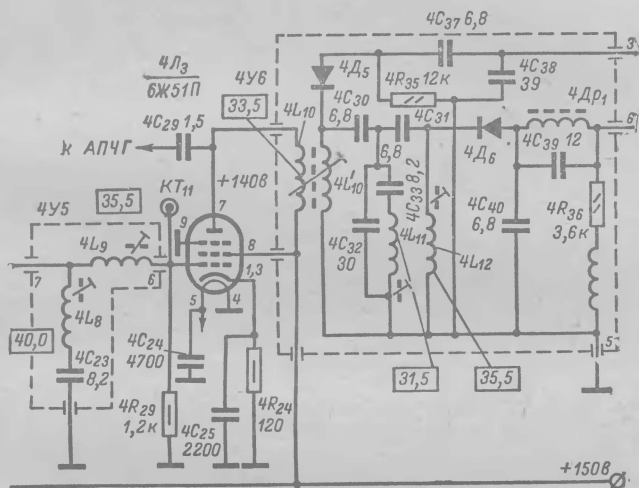 4С37 6,8
3
4Л3
6Ж51П
4У6
4Д5
4R35 12к
4С38
39
33,5
4L10
4С30
6,8
4С31
4Др1
6
4С29 1,5
к АПЧГ
6,8
4Д6
4С39 12
КТ11
+140В
4L'10
4С33 8,2
4У5
35,5
7
9
8
4С40
6,8
4R36
3,6к
4L9
6
1,3
4С32
30
4L11
4L12
7
4L8
5
4
40,0
4С23
8,2
4С24
4700
5
31,5
35,5
4R29
1,2к
4С25
2200
4R24
120
+150В